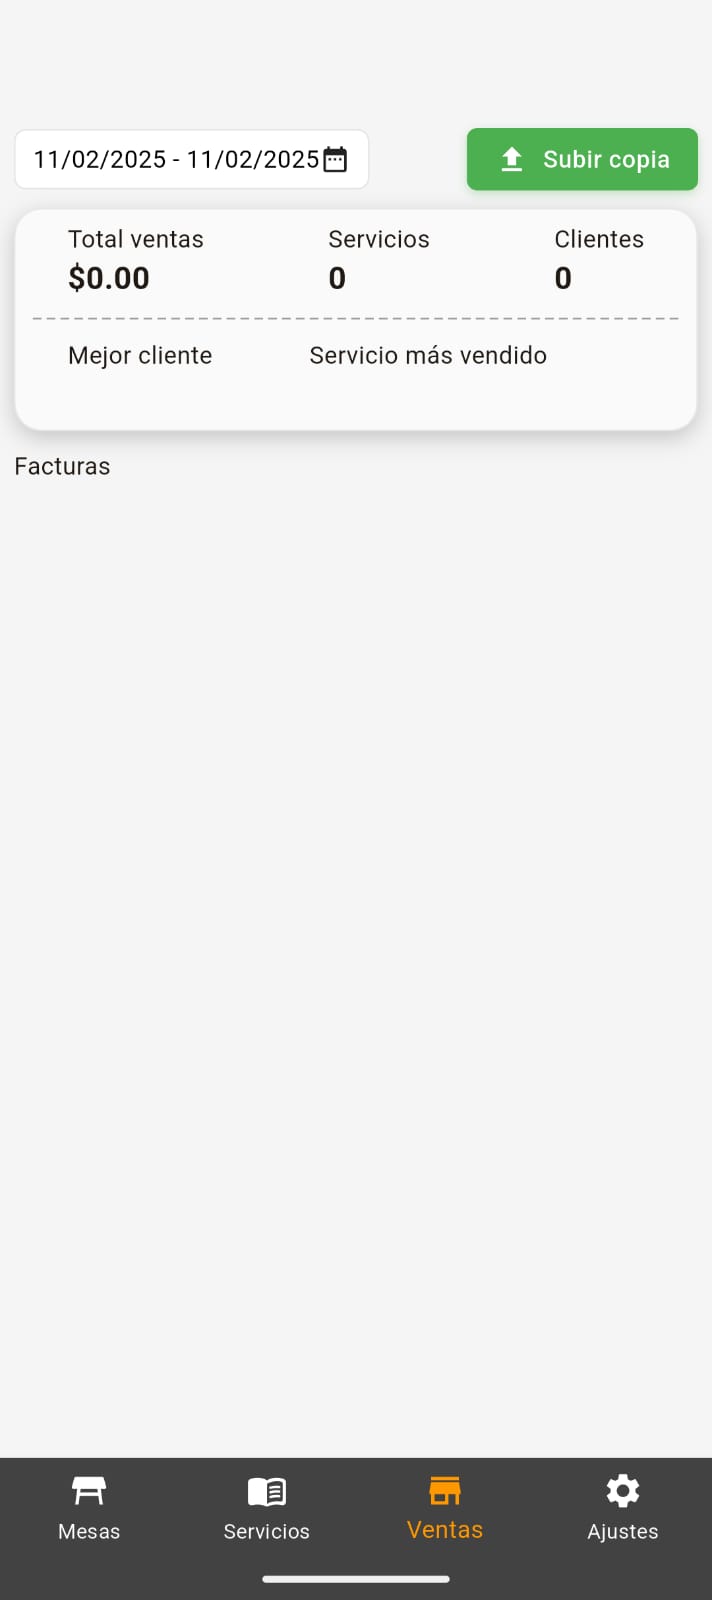 11/02/2025 - 11/02/2025
Subir copia
Total ventas
Servicios
Clientes
$0.00
0
0
Mejor cliente
Servicio más vendido
Facturas
Mesas
Servicios
Ventas
Ajustes